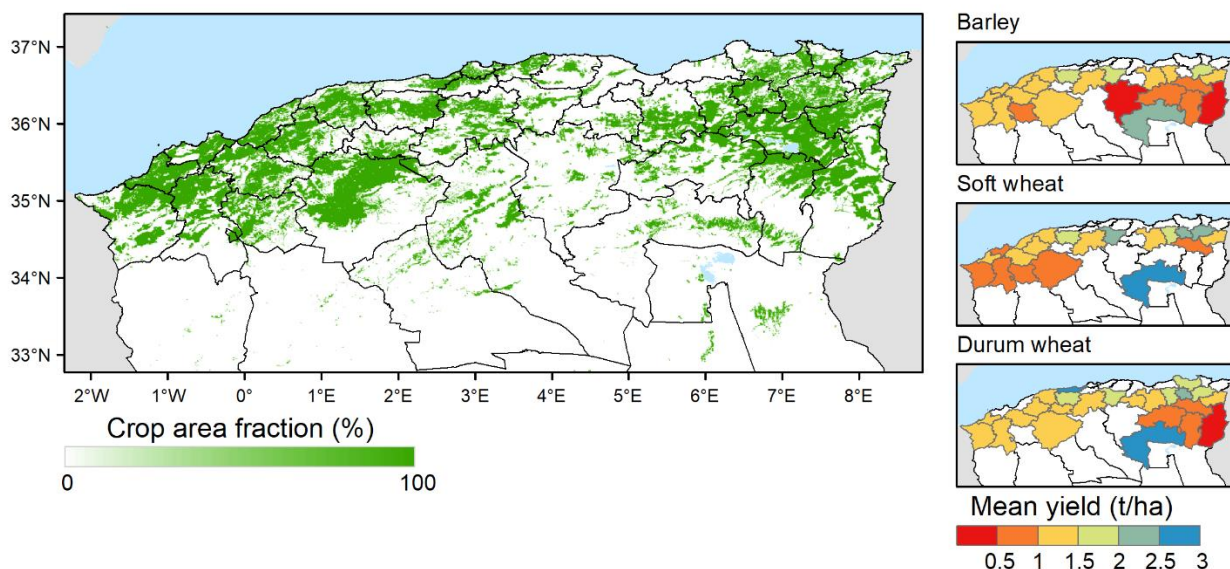 37°N
36°N
35°N
34°N
33°N
2°W 1°W 0° 1°E 2°E 3°E 4°E 5°E 6°E 7°E 8°E
Crop area fraction (%)
0 100
Barley
Soft wheat
Durum wheat
Mean yield (t/ha)
0.5 1 1.5 2 2.5 3